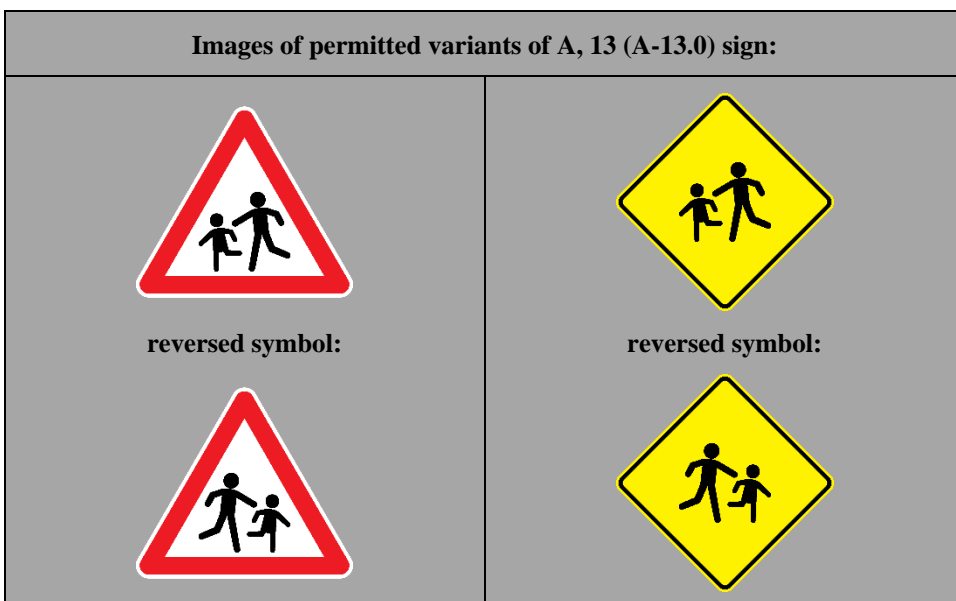 Images of permitted variants of A, 13 (A-13.0) sign:
reversed symbol:
reversed symbol: